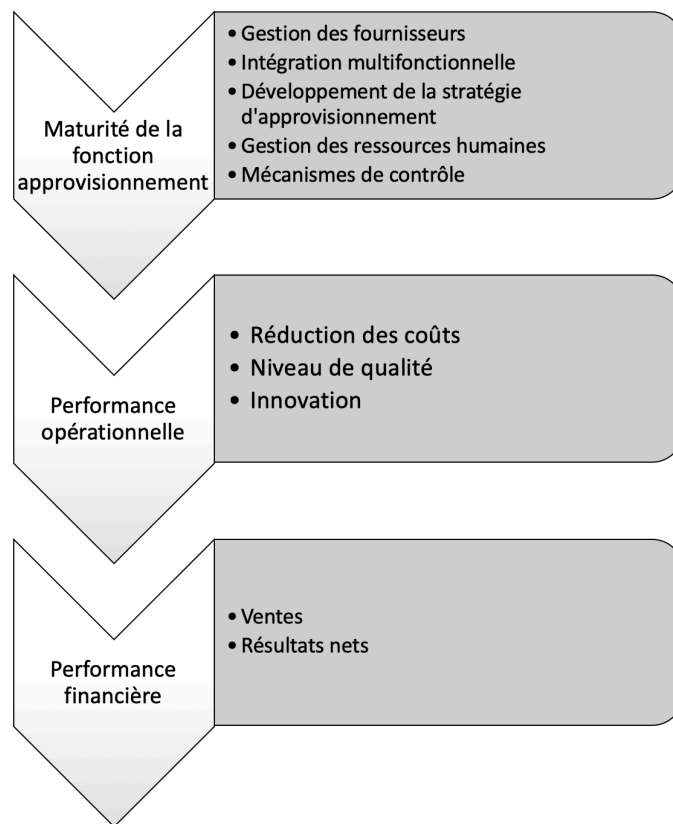 Maturité de la
fonction
approvisionnement
• Gestion des fournisseurs
• Intégration multifonctionnelle
• Développement de la stratégie
d'approvisionnement
• Gestion des ressources humaines
• Mécanismes de contrôle
Performance
opérationnelle
• Réduction des coûts
• Niveau de qualité
• Innovation
Performance
financière
• Ventes
• Résultats nets